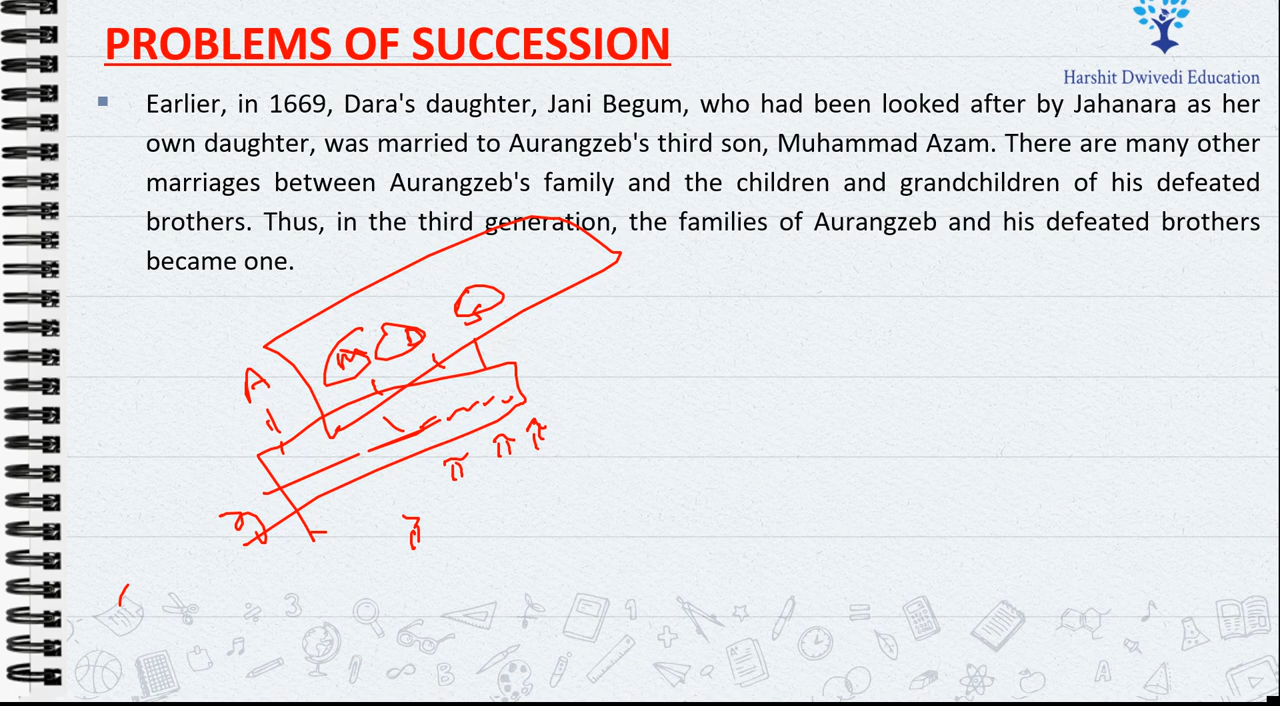 PROBLEMS OF SUCCESSION
Harshit Dwivedi Education
Earlier, in 1669, Dara's daughter, Jani Begum, who had been looked after by Jahanara as her
own daughter, was married to Aurangzeb's third son, Muhammad Azam. There are many other
marriages between Aurangzeb's family and the children and grandchildren of his defeated
brothers. Thus, in the third generation, the families of Aurangzeb and his defeated brothers
became one.
A
M D S